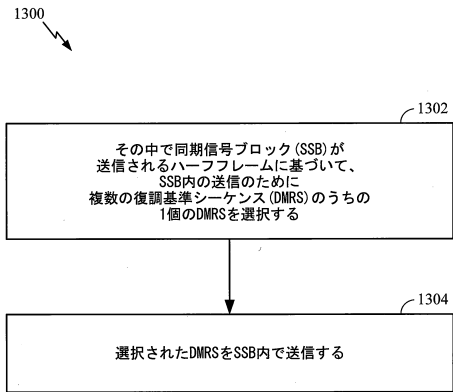 1300
1302
その中で同期信号ブロック(SSB)が
送信されるハーフフレームに基づいて、
SSB内の送信のために
複数の復調基準シーケンス(DMRS)のうちの
1個のDMRSを選択する
1304
選択されたDMRSをSSB内で送信する